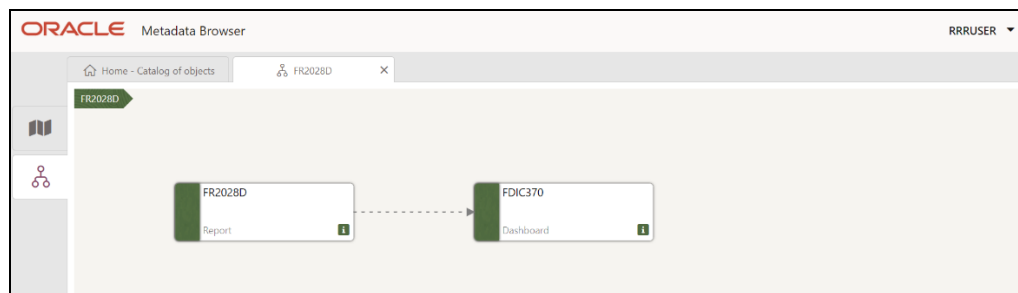 ORACLE Metadata Browser RRRUSER
Home - Catalog of objects FR2028D
FR2028D
FR2028D FDIC370
Report i Dashboard i